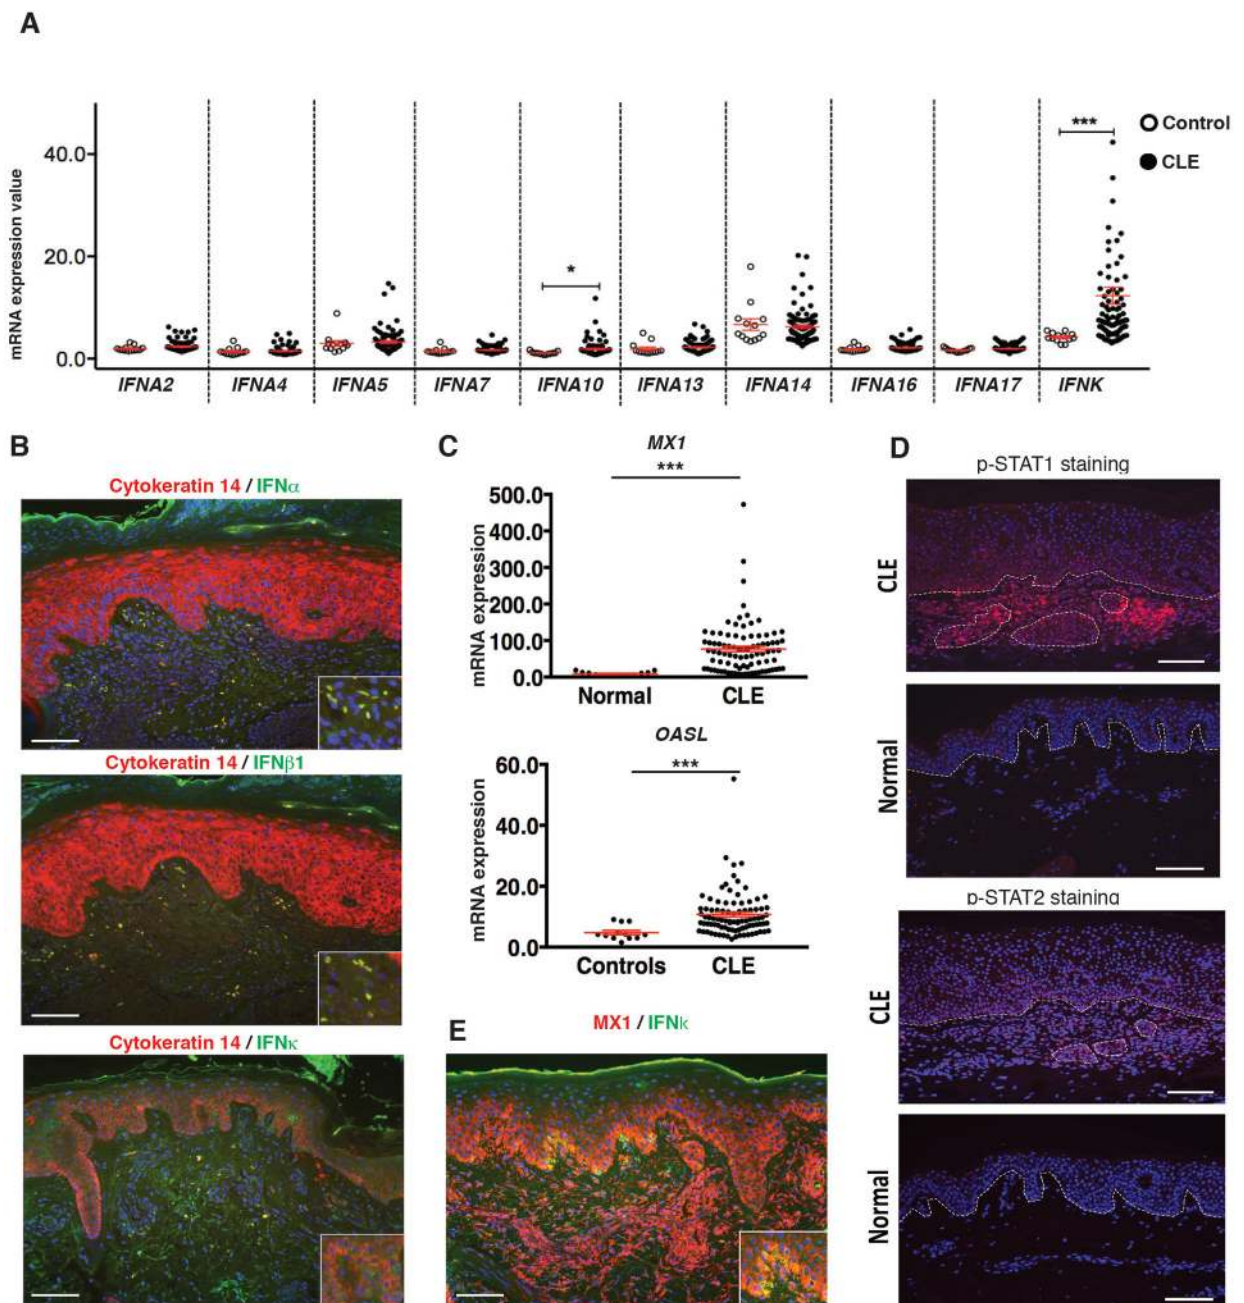 A
mRNA expression value
40.0
20.0
0.0
***
*
Control
CLE
IFNA2 IFNA4 IFNA5 IFNA7 IFNA10 IFNA13 IFNA14 IFNA16 IFNA17 IFNK
B
Cytokeratin 14 / IFNα
Cytokeratin 14 / IFNβ1
Cytokeratin 14 / IFNκ
C
MX1
***
mRNA expression
500.0
400.0
300.0
200.0
100.0
0.0
Normal CLE
OASL
***
mRNA expression
60.0
40.0
20.0
0.0
Controls CLE
D
p-STAT1 staining
CLE
Normal
p-STAT2 staining
CLE
Normal
E
MX1 / IFNk